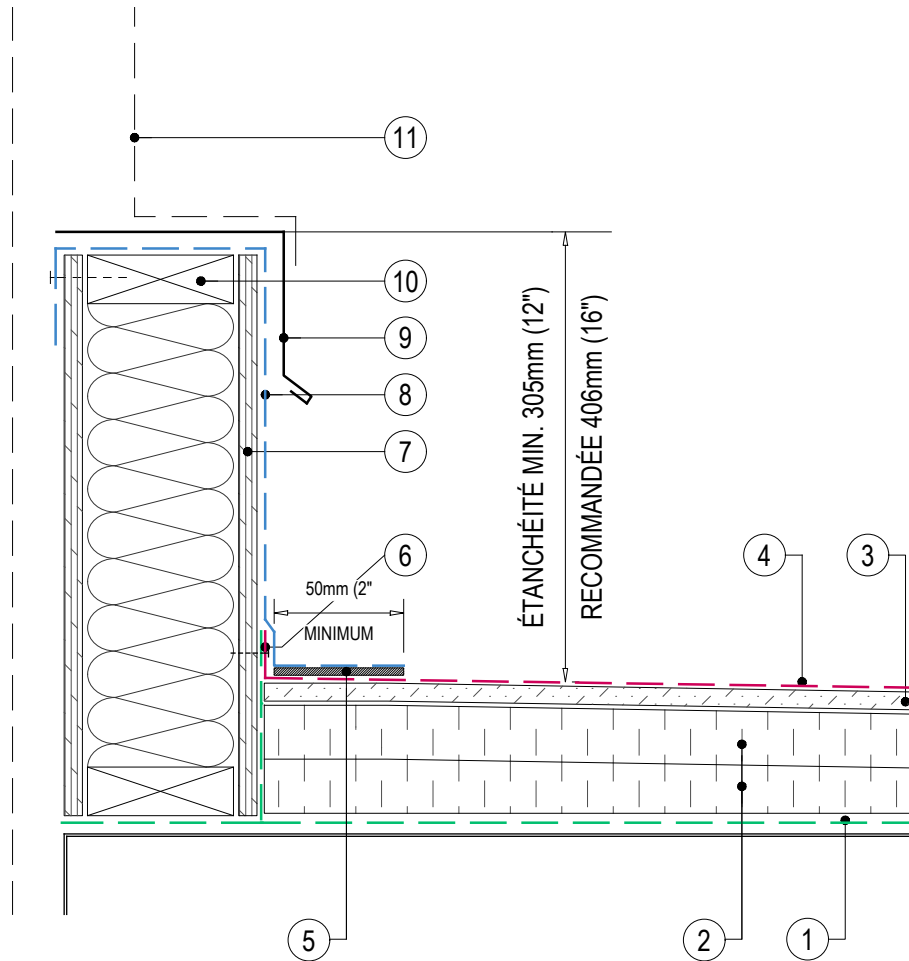 11
10
9
8
7
6
50mm (2"
MINIMUM
ÉTANCHÉITÉ MIN. 305mm (12")
RECOMMANDÉE 406mm (16")
4
3
5
2
1